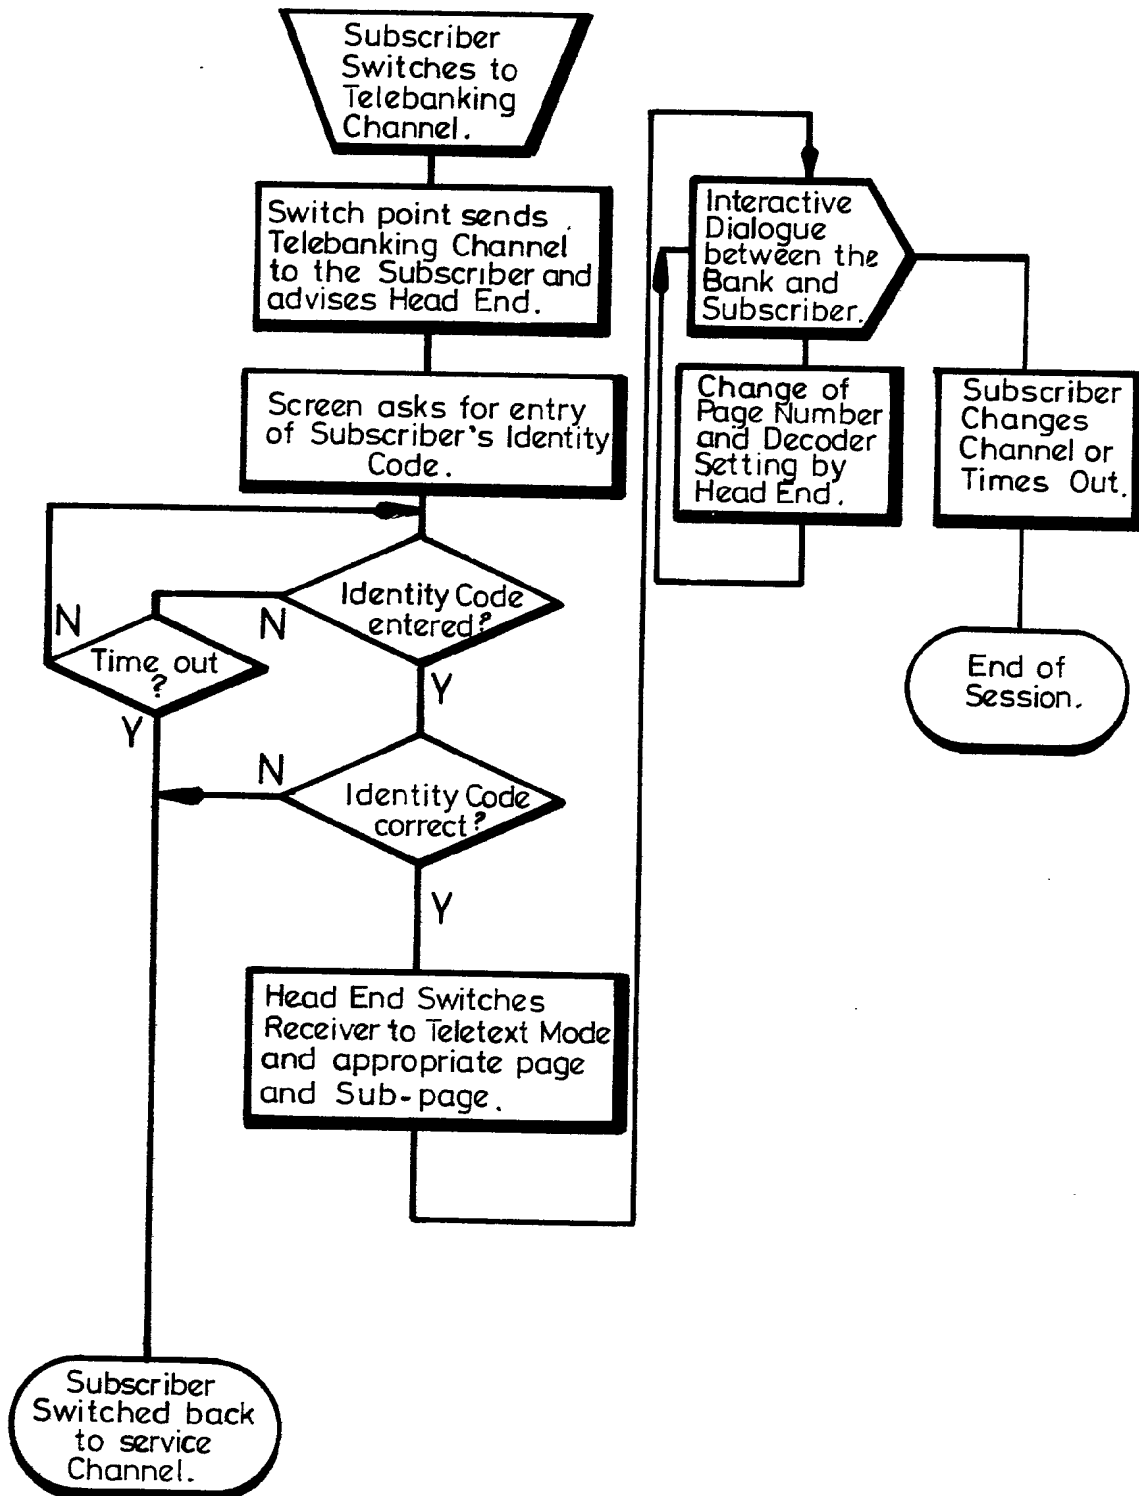 Subscriber
Switches to
Telebanking
Channel.
Switch point sends
Telebanking Channel
to the Subscriber and
advises Head End.
Screen asks for entry
of Subscriber's Identity
Code.
Identity Code
entered?
N
Y
Time out
?
N
Y
Identity Code
correct?
N
Y
Head End Switches
Receiver to Teletext Mode
and appropriate page
and Sub-page.
Subscriber
Switched back
to service
Channel.
Interactive
Dialogue
between the
Bank and
Subscriber.
Change of
Page Number
and Decoder
Setting by
Head End.
Subscriber
Changes
Channel or
Times Out.
End of
Session.